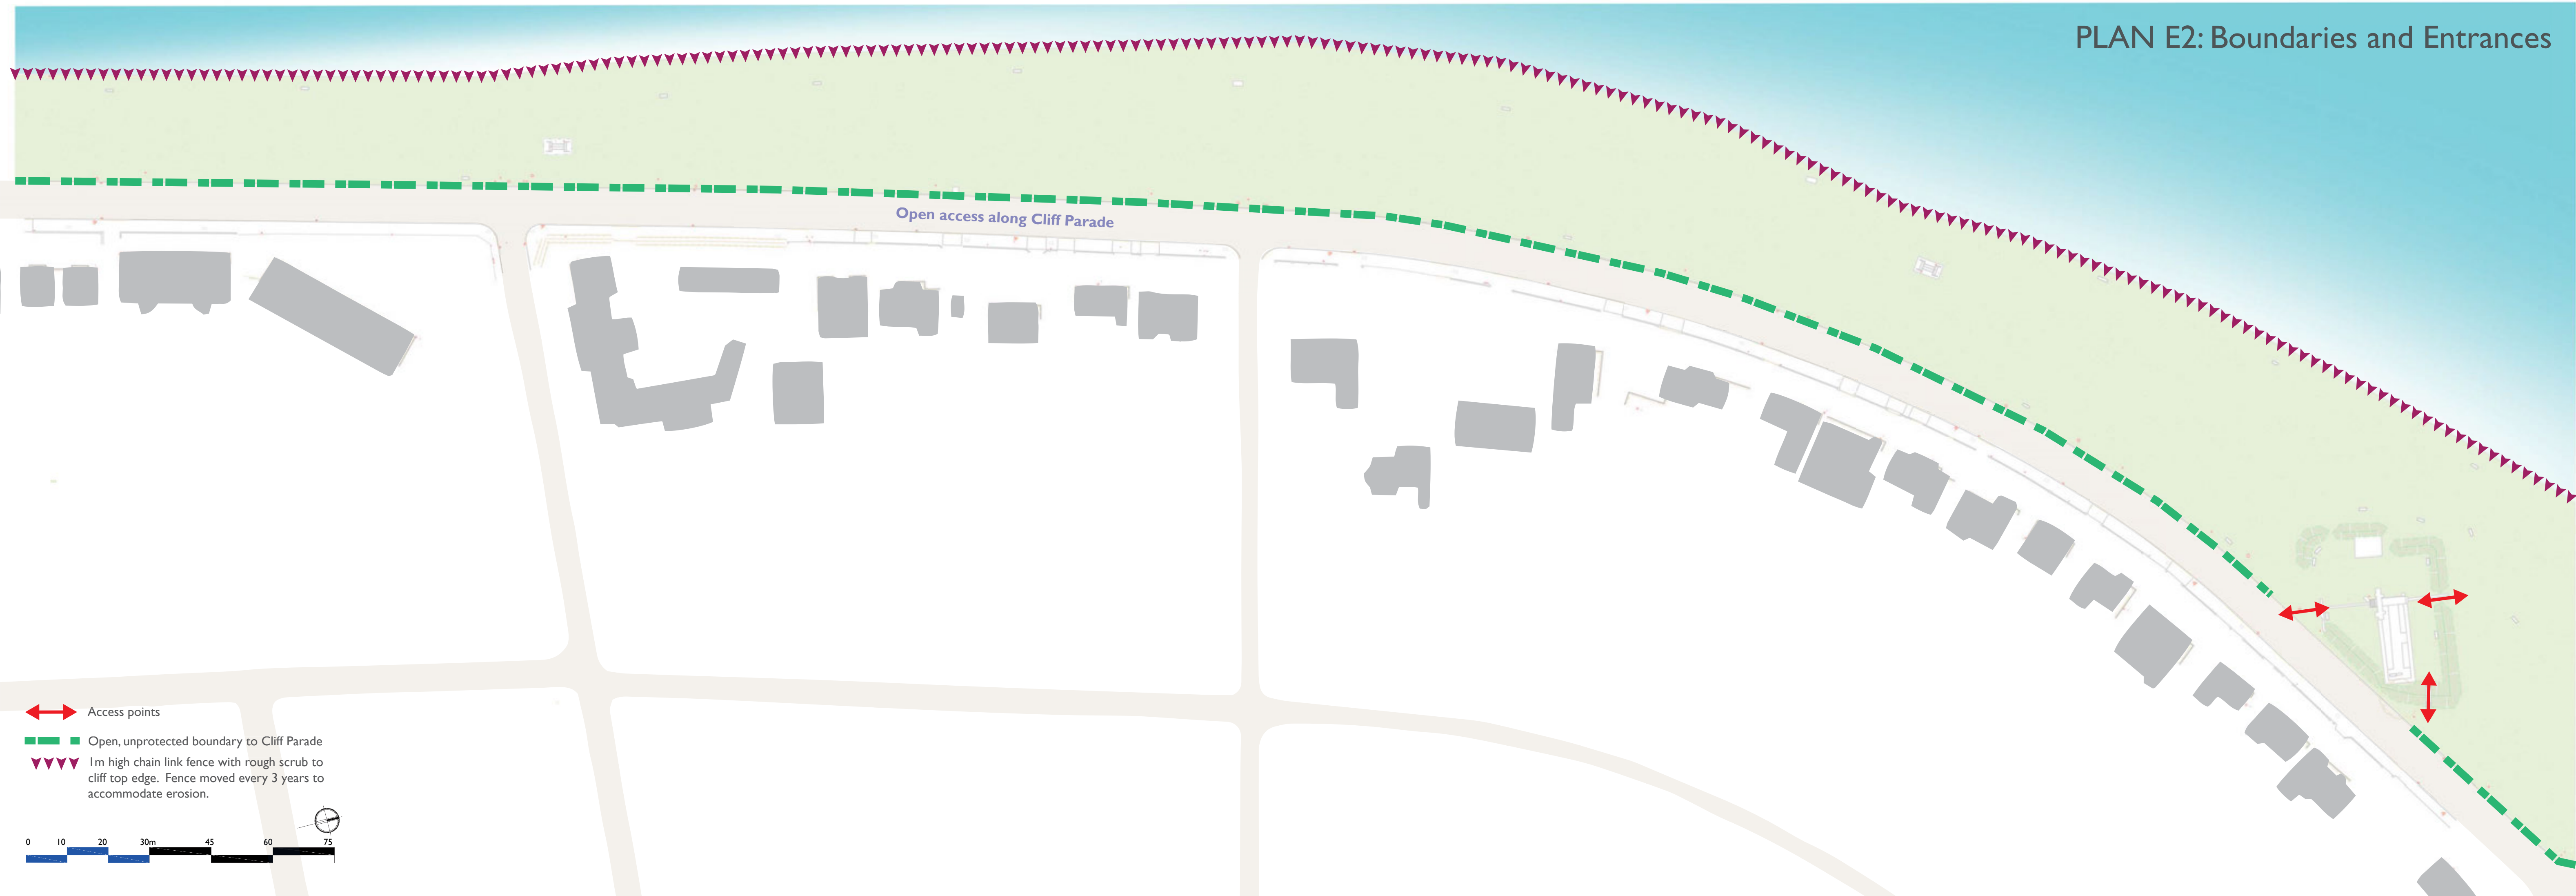 PLAN E2: Boundaries and Entrances
Open access along Cliff Parade
Access points
Open, unprotected boundary to Cliff Parade
1m high chain link fence with rough scrub to
cliff top edge. Fence moved every 3 years to
accommodate erosion.
0 10 20 30m 45 60 75